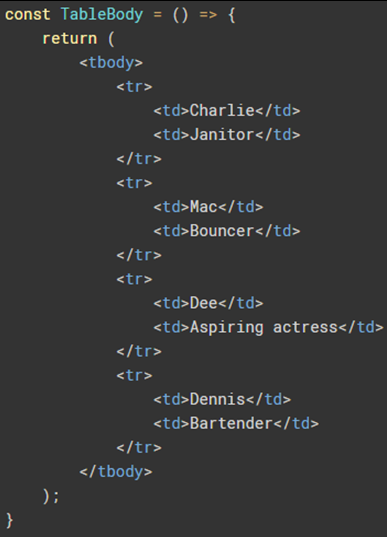 const TableBody = () => {
    return (
        <tbody>
            <tr>
                <td>Charlie</td>
                <td>Janitor</td>
            </tr>
            <tr>
                <td>Mac</td>
                <td>Bouncer</td>
            </tr>
            <tr>
                <td>Dee</td>
                <td>Aspiring actress</td>
            </tr>
            <tr>
                <td>Dennis</td>
                <td>Bartender</td>
            </tr>
        </tbody>
    );
}